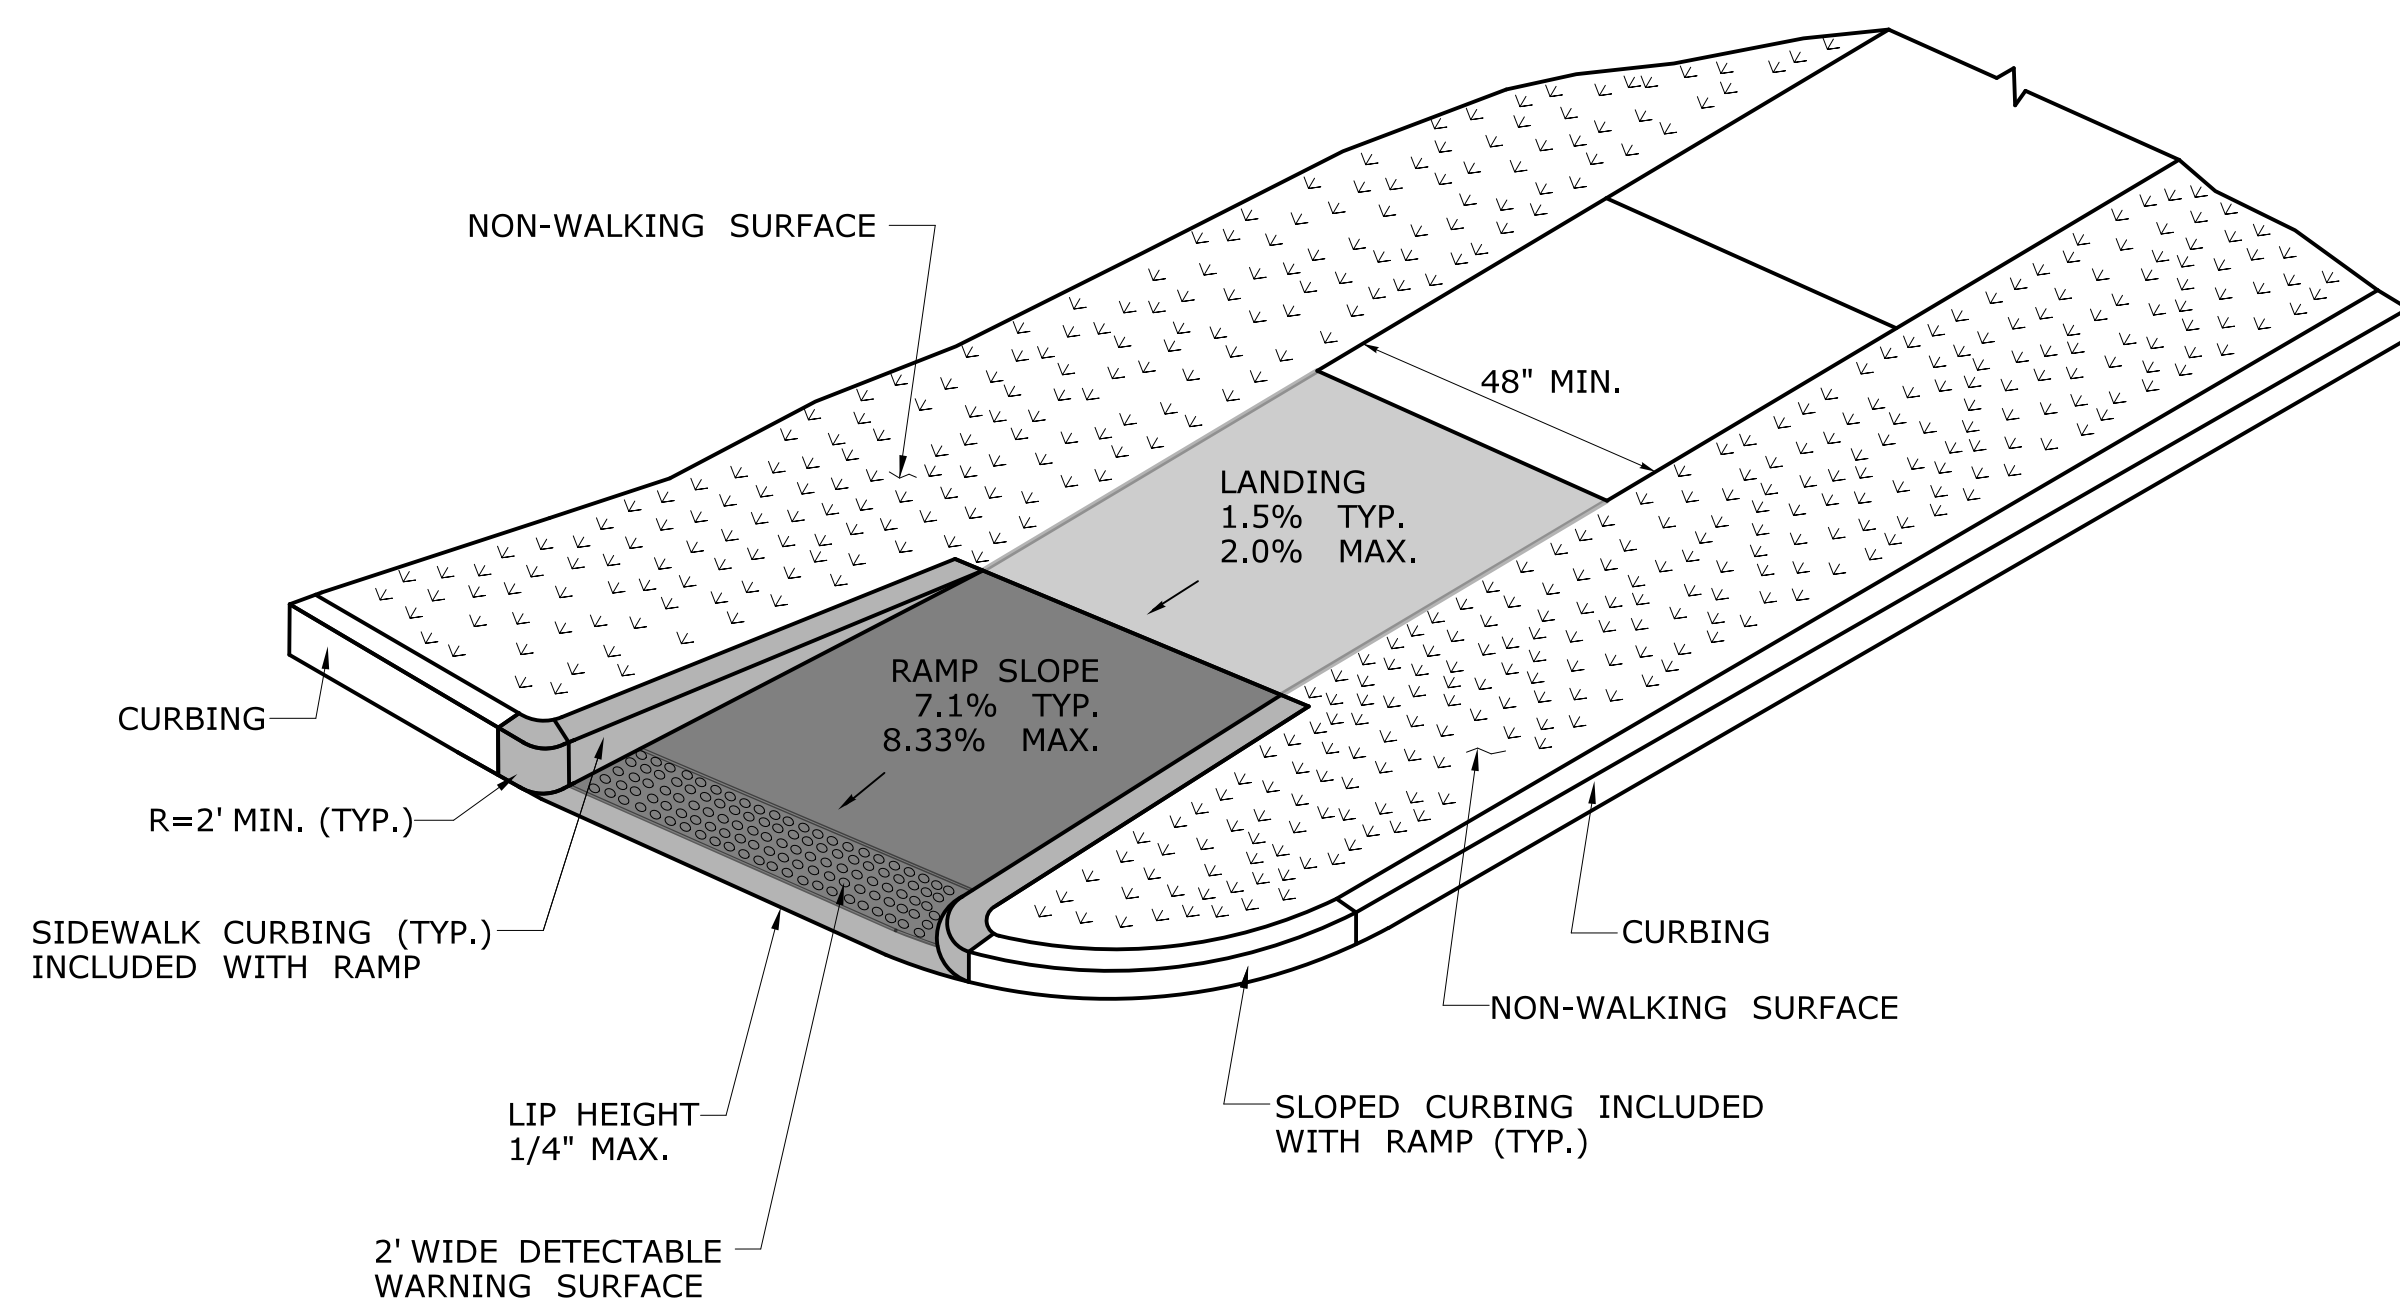 NON-WALKING SURFACE
48" MIN.
LANDING
1.5% TYP.
2.0% MAX.
RAMP SLOPE
7.1% TYP.
8.33% MAX.
CURBING
R=2' MIN. (TYP.)
SIDEWALK CURBING (TYP.)
INCLUDED WITH RAMP
CURBING
NON-WALKING SURFACE
LIP HEIGHT
1/4" MAX.
SLOPED CURBING INCLUDED
WITH RAMP (TYP.)
2' WIDE DETECTABLE
WARNING SURFACE